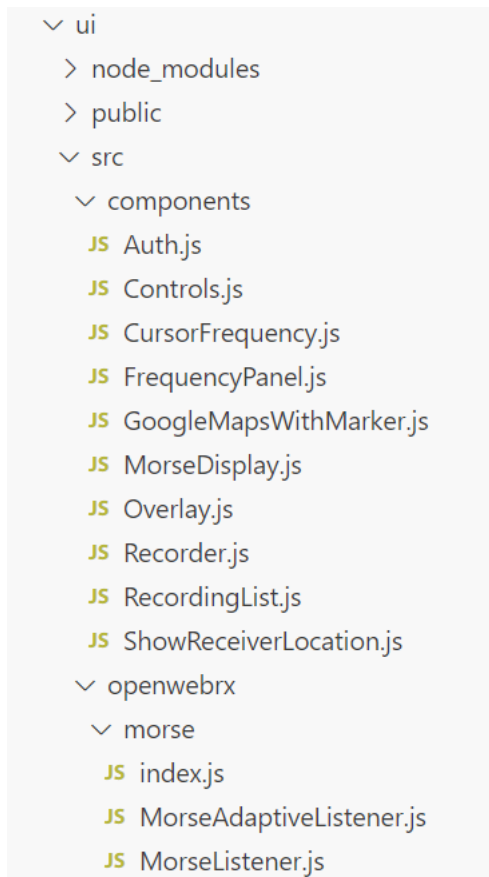 ui
node_modules
public
src
components
JS Auth.js
JS Controls.js
JS CursorFrequency.js
JS FrequencyPanel.js
JS GoogleMapsWithMarker.js
JS MorseDisplay.js
JS Overlay.js
JS Recorder.js
JS RecordingList.js
JS ShowReceiverLocation.js
openwebrx
morse
JS index.js
JS MorseAdaptiveListener.js
JS MorseListener.js